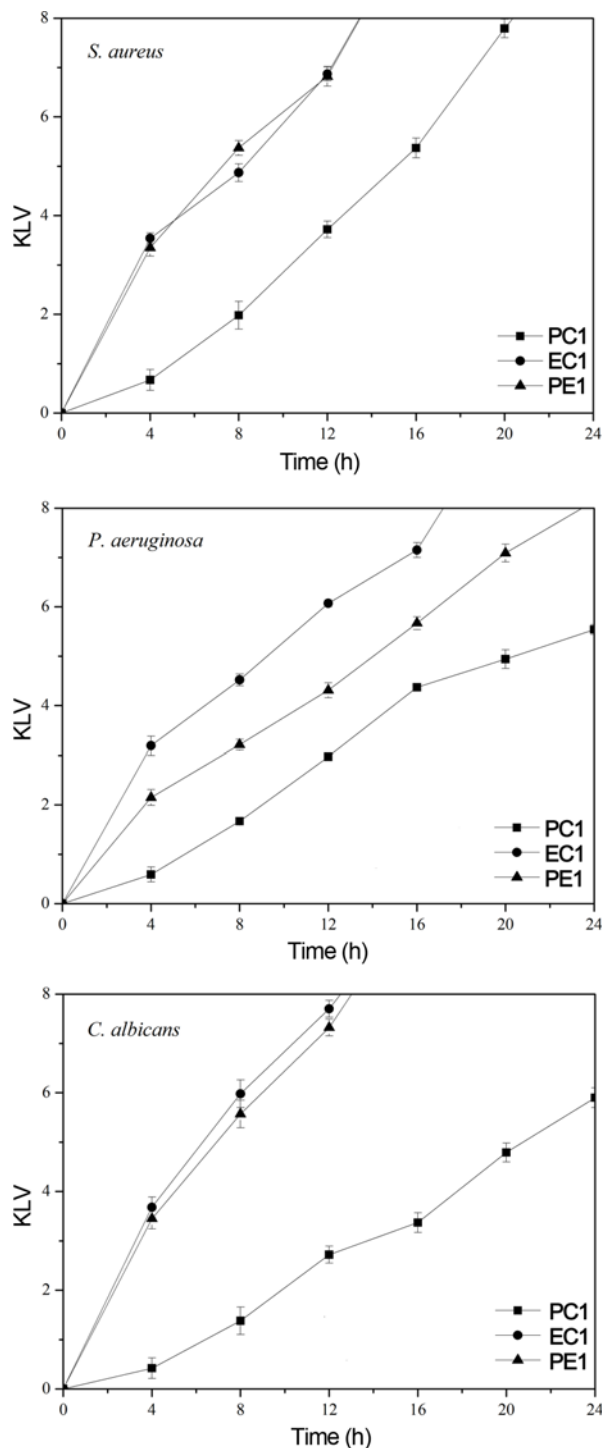 8
S. aureus
6
KLV
4
2
PC1
EC1
PE1
0
0 4 8 12 16 20 24
Time (h)
8
P. aeruginosa
6
KLV
4
2
PC1
EC1
PE1
0
0 4 8 12 16 20 24
Time (h)
8
C. albicans
6
KLV
4
2
PC1
EC1
PE1
0
0 4 8 12 16 20 24
Time (h)